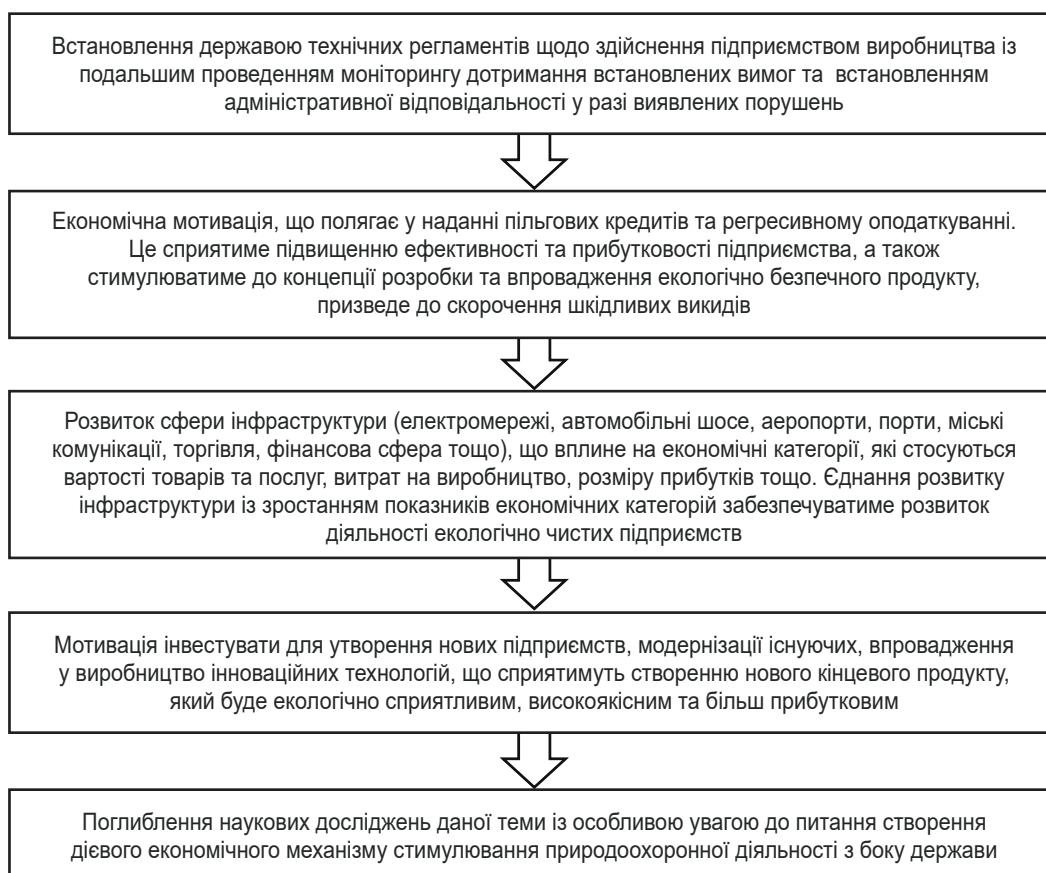 Встановлення державою технічних регламентів щодо здійснення підприємством виробництва із
подальшим проведенням моніторингу дотримання встановлених вимог та встановленням
адміністративної відповідальності у разі виявлених порушень
Економічна мотивація, що полягає у наданні пільгових кредитів та регресивному оподаткуванні.
Це сприятиме підвищенню ефективності та прибутковості підприємства, а також
стимулюватиме до концепції розробки та впровадження екологічно безпечного продукту,
призведе до скорочення шкідливих викидів
Розвиток сфери інфраструктури (електромережі, автомобільні шосе, аеропорти, порти, міські
комунікації, торгівля, фінансова сфера тощо), що вплине на економічні категорії, які стосуються
вартості товарів та послуг, витрат на виробництво, розміру прибутків тощо. Єднання розвитку
інфраструктури із зростанням показників економічних категорій забезпечуватиме розвиток
діяльності екологічно чистих підприємств
Мотивація інвестувати для утворення нових підприємств, модернізації існуючих, впровадження
у виробництво інноваційних технологій, що сприятимуть створенню нового кінцевого продукту,
який буде екологічно сприятливим, високоякісним та більш прибутковим
Поглиблення наукових досліджень даної теми із особливою увагою до питання створення
дієвого економічного механізму стимулювання природоохоронної діяльності з боку держави